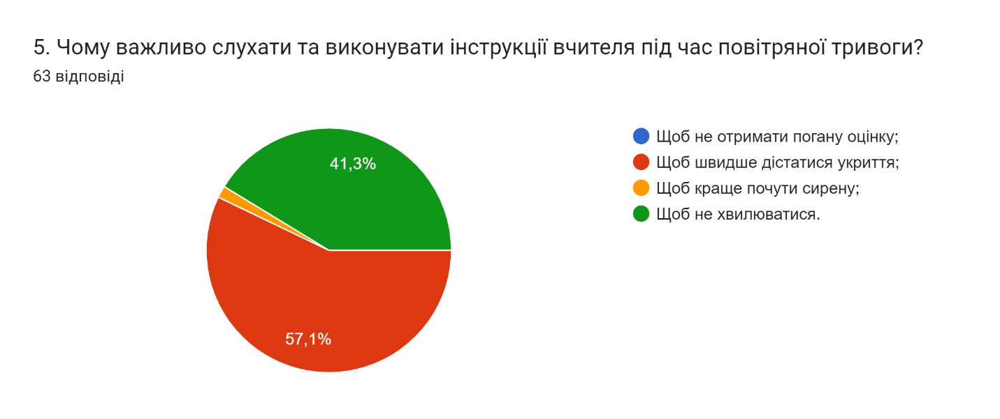 5. Чому важливо слухати та виконувати інструкції вчителя під час повітряної тривоги?
63 відповіді
41,3%
57,1%
Щоб не отримати погану оцінку;
Щоб швидше дістатися укриття;
Щоб краще почути сирену;
Щоб не хвилюватися.